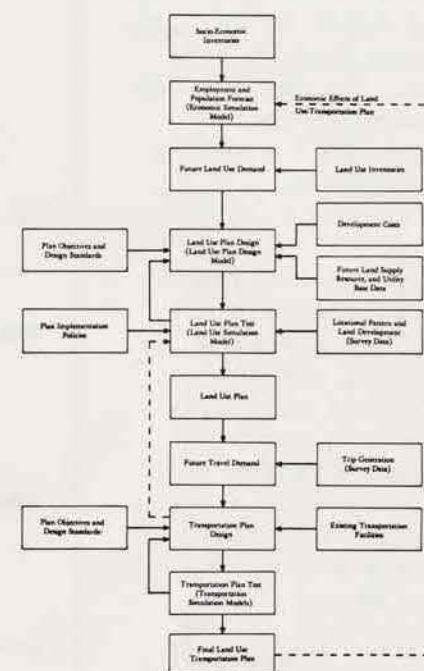 Socio-Economic
Inventories
Employment and
Population Forecast
(Economic Simulation
Model)
Economic Effects of Land
Use/Transportation Plan
Future Land Use Demand
Land Use Inventories
Development Costs
Plan Objectives and
Design Standards
Land Use Plan Design
(Land Use Plan Design
Model)
Future Land Supply
Resource, and Utility
Base Data
Plan Implementation
Policies
Land Use Plan Test
(Land Use Simulation
Model)
Locational Pattern and
Land Development
(Survey Data)
Land Use Plan
Future Travel Demand
Trip Generation
(Survey Data)
Plan Objectives and
Design Standards
Transportation Plan
Design
Existing Transportation
Facilities
Transportation Plan Test
(Transportation
Simulation Models)
Final Land Use
Transportation Plan